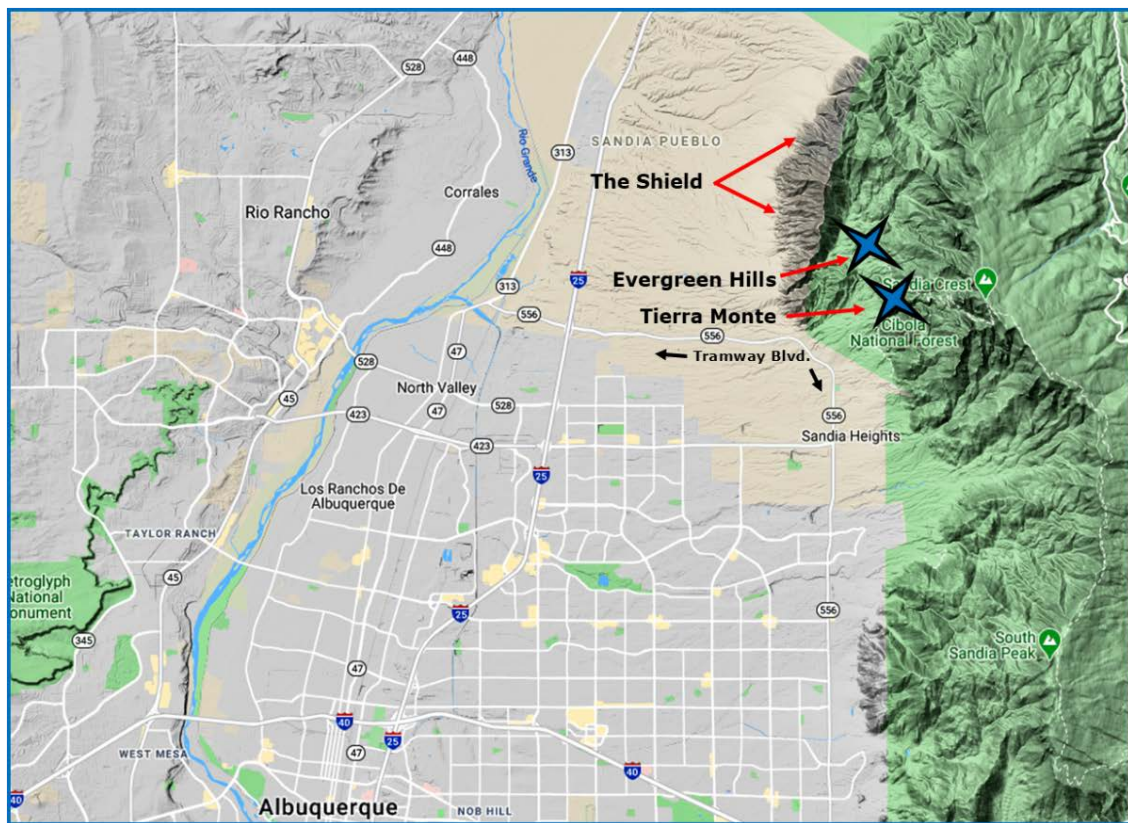 448
528
448
313
SANDIA PUEBLO
Rio Grande
The Shield
Corrales
Rio Rancho
448
Evergreen Hills
Sandia Crest
25
313
Tierra Monte
556
Cibola
National Forest
556
47
Tramway Blvd.
528
North Valley
45
528
556
423
47
Sandia Heights
423
25
Los Ranchos De
Albuquerque
TAYLOR RANCH
45
etroglyph
National
onument
25
556
345
South
Sandia Peak
47
40
25
WEST MESA
47
40
40
Albuquerque
NOB HILL